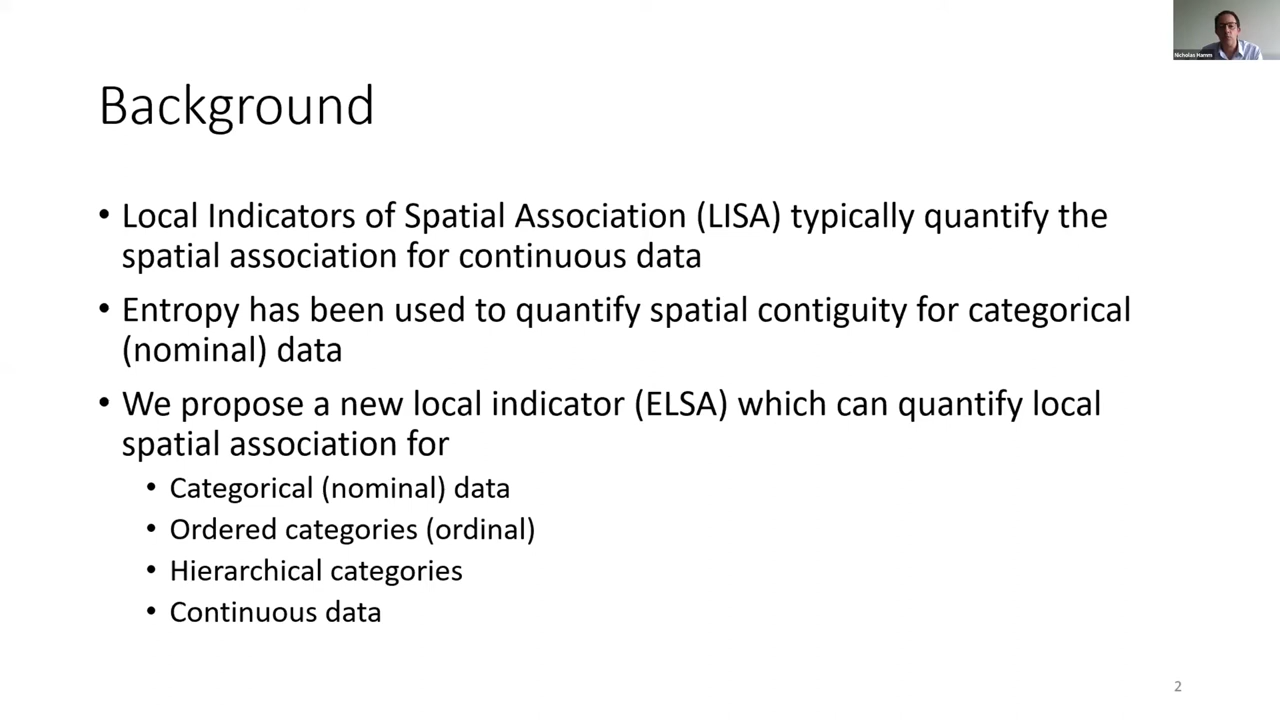 Nicholas Hamm
Background
• Local Indicators of Spatial Association (LISA) typically quantify the
spatial association for continuous data
• Entropy has been used to quantify spatial contiguity for categorical
(nominal) data
• We propose a new local indicator (ELSA) which can quantify local
spatial association for
• Categorical (nominal) data
• Ordered categories (ordinal)
• Hierarchical categories
• Continuous data
2